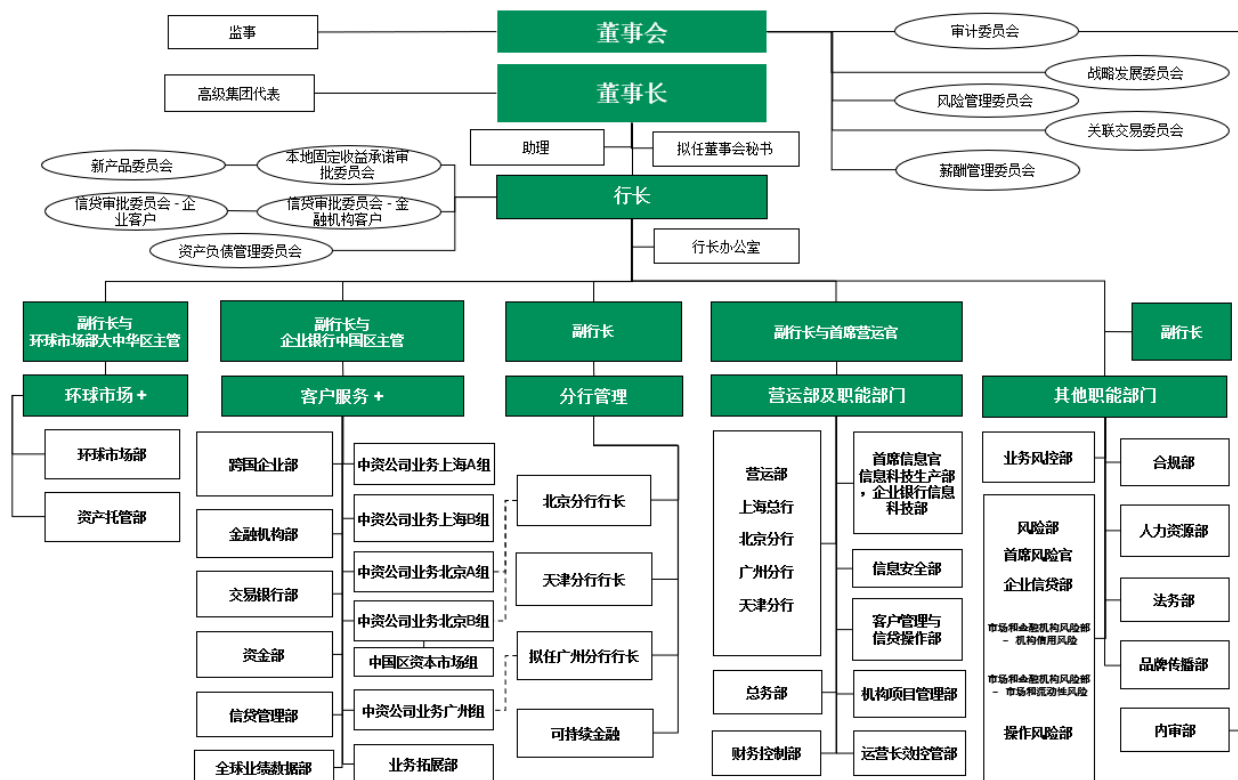 监事
董事会
审计委员会
战略发展委员会
高级集团代表
董事长
风险管理委员会
关联交易委员会
助理
拟任董事会秘书
薪酬管理委员会
新产品委员会
本地固定收益承诺审
批委员会
行长
信贷审批委员会 - 企
业客户
信贷审批委员会 - 金
融机构客户
资产负债管理委员会
行长办公室
副行长与
环球市场部大中华区主管
副行长与
企业银行中国区主管
副行长
副行长与首席营运官
副行长
环球市场 +
客户服务 +
分行管理
营运部及职能部门
其他职能部门
环球市场部
资产托管部
跨国企业部
金融机构部
交易银行部
资金部
信贷管理部
全球业绩数据部
中资公司业务上海A组
中资公司业务上海B组
中资公司业务北京A组
中资公司业务北京B组
中国区资本市场组
中资公司业务广州组
业务拓展部
北京分行行长
天津分行行长
拟任广州分行行长
可持续金融
营运部
上海总行
北京分行
广州分行
天津分行
总务部
财务控制部
首席信息官
信息科技生产部
，企业银行信息
科技部
信息安全部
客户管理与
信贷操作部
机构项目管理部
运营长效控管部
业务风控部
风险部
首席风险官
企业信贷部
市场和金融机构风险部
- 机构信用风险
市场和金融机构风险部
- 市场和流动性风险
操作风险部
合规部
人力资源部
法务部
品牌传播部
内审部